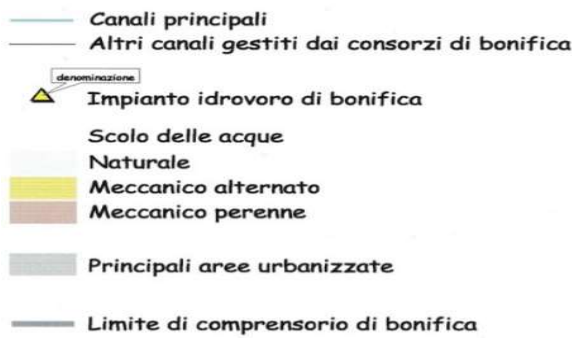 Canali principali
Altri canali gestiti dai consorzi di bonifica
denominazione
Impianto idrovoro di bonifica
Scolo delle acque
Naturale
Meccanico alternato
Meccanico perenne
Principali aree urbanizzate
Limite di comprensorio di bonifica